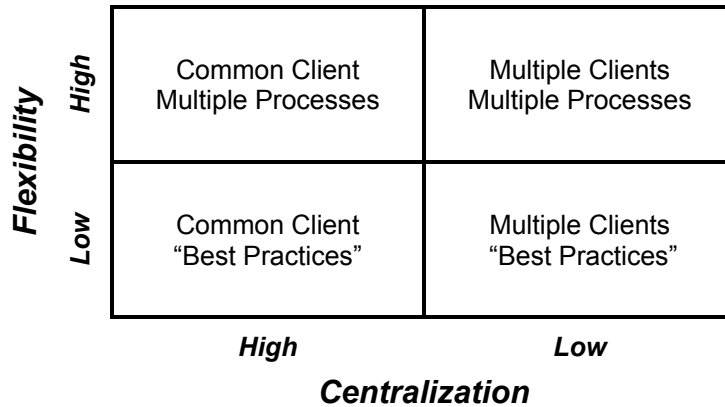 Flexibility
High
Common Client
Multiple Processes
Multiple Clients
Multiple Processes
Low
Common Client
“Best Practices”
Multiple Clients
“Best Practices”
High
Low
Centralization